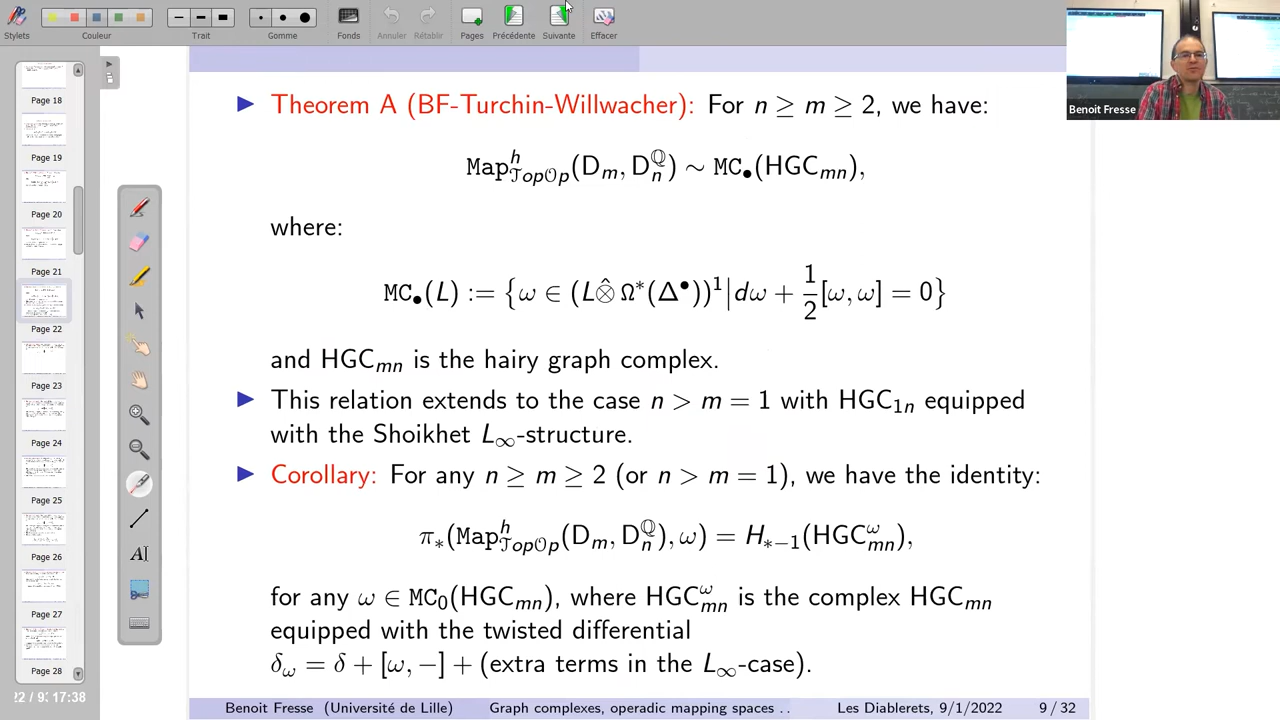 Stylets Couleur Trait Gomme Fonds Annuler Rétablir Pages Précédente Suivante Effacer
Benoit Fresse
Page 18
Page 19
Page 20
Page 21
Page 22
Page 23
Page 24
Page 25
Page 26
Page 27
Page 28
22 / 9: 17:38
▶ Theorem A (BF-Turchin-Willwacher): For n ≥ m ≥ 2, we have:
Map^h_{TopOp}(D_m, D_n^ℚ) ∼ MC_•(HGC_{mn}),
where:
MC_•(L) := {ω ∈ (L ⊗̂ Ω*(Δ^•))^1 | dω + 1/2[ω, ω] = 0}
and HGC_{mn} is the hairy graph complex.
▶ This relation extends to the case n > m = 1 with HGC_{1n} equipped
with the Shoikhet L_∞-structure.
▶ Corollary: For any n ≥ m ≥ 2 (or n > m = 1), we have the identity:
π_*(Map^h_{TopOp}(D_m, D_n^ℚ), ω) = H_{*−1}(HGC^ω_{mn}),
for any ω ∈ MC_0(HGC_{mn}), where HGC^ω_{mn} is the complex HGC_{mn}
equipped with the twisted differential
δ_ω = δ + [ω, −] + (extra terms in the L_∞-case).
Benoit Fresse (Université de Lille) Graph complexes, operadic mapping spaces . . Les Diablerets, 9/1/2022 9 / 32